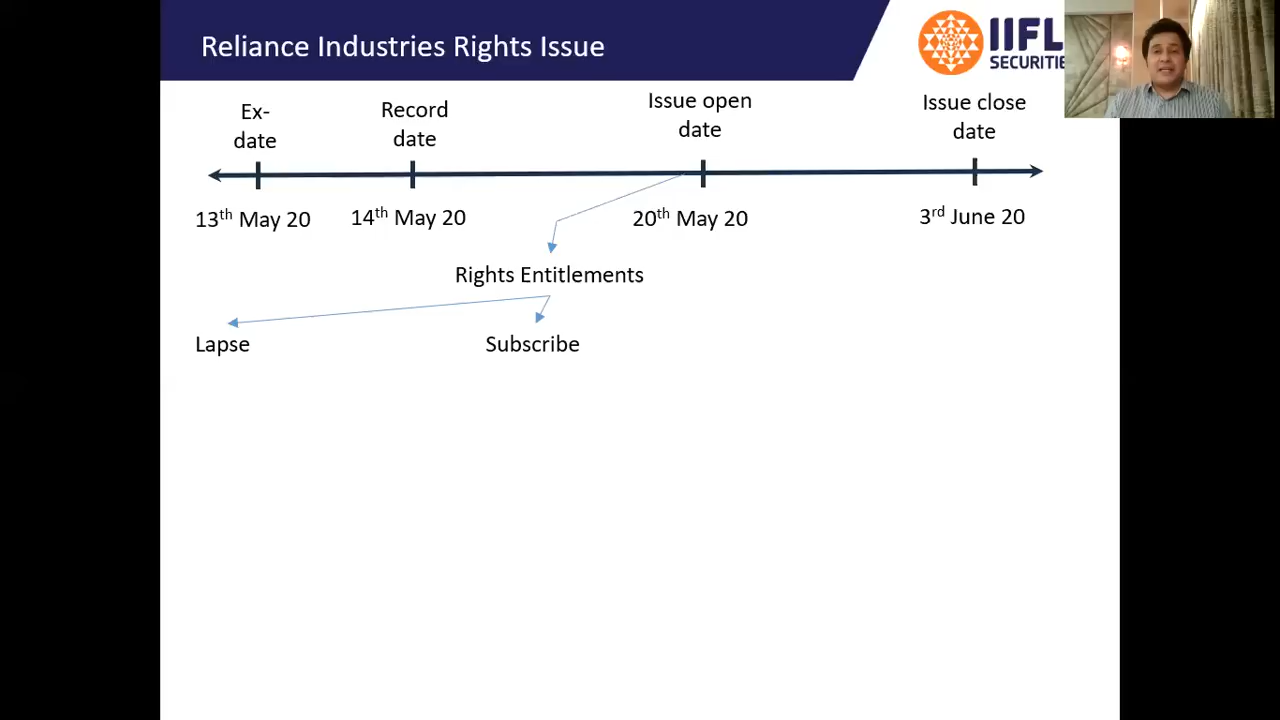 Reliance Industries Rights Issue
IIFL
SECURITIE
Ex-
date
Record
date
Issue open
date
Issue close
date
13th May 20
14th May 20
20th May 20
3rd June 20
Rights Entitlements
Lapse
Subscribe